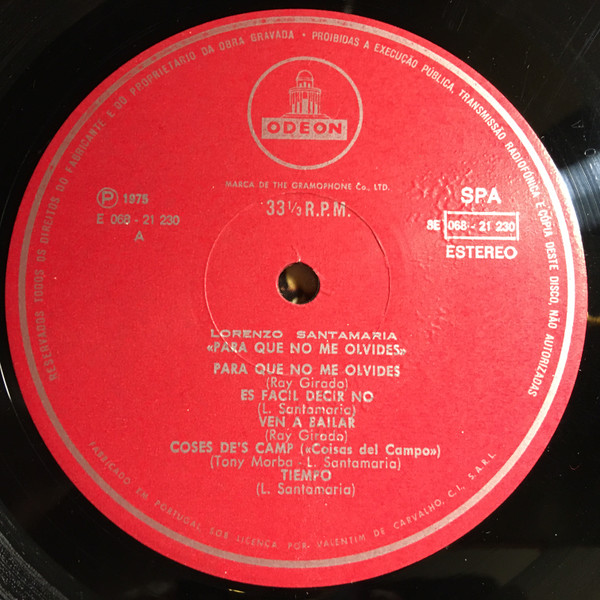 RESERVADOS TODOS OS DIREITOS DO FABRICANTE E DO PROPRIETARIO DA OBRA GRAVADA • PROIBIDAS A EXECUÇÃO PÚBLICA, TRANSMISSÃO RADIOFÓNICA E CÓPIA DESTE DISCO, NÃO AUTORIZADAS
ODEON
MARCA DE THE GRAMOPHONE Co., LTD.
℗ 1975
E 068 - 21 230
A
33 1/3 R.P.M.
SPA
8E 068 - 21 230
ESTEREO
LORENZO SANTAMARIA
«PARA QUE NO ME OLVIDES»
PARA QUE NO ME OLVIDES
(Ray Girado)
ES FACIL DECIR NO
(L. Santamaria)
VEN A BAILAR
(Ray Girado)
COSES DE'S CAMP («Coisas del Campo»)
(Tony Morba - L. Santamaria)
TIEMPO
(L. Santamaria)
FABRICADO EM PORTUGAL SOB LICENÇA, POR VALENTIM DE CARVALHO, C.I., S.A.R.L.